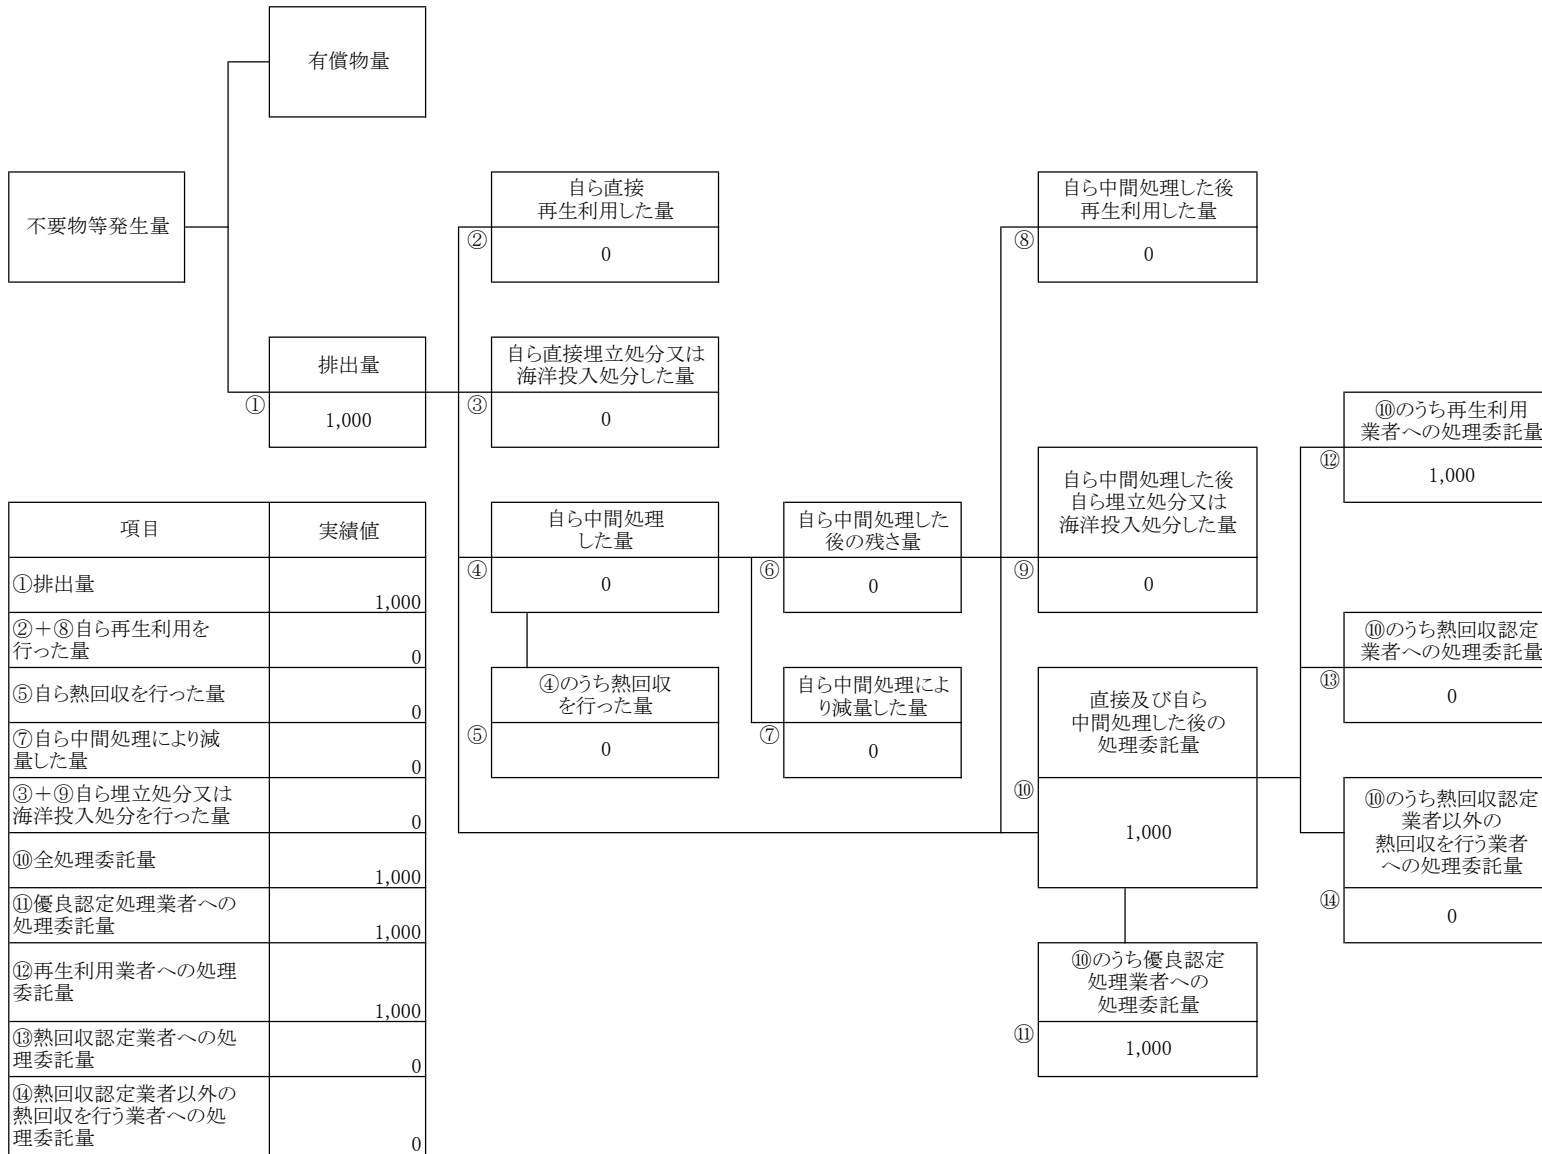 有償物量
不要物等発生量
自ら直接
再生利用した量
②
0
自ら中間処理した後
再生利用した量
⑧
0
排出量
①
1,000
自ら直接埋立処分又は
海洋投入処分した量
③
0
⑩のうち再生利用
業者への処理委託量
⑫
1,000
自ら中間処理
した量
④
0
自ら中間処理した
後の残さ量
⑥
0
自ら中間処理した後
自ら埋立処分又は
海洋投入処分した量
⑨
0
⑩のうち熱回収認定
業者への処理委託量
⑬
0
④のうち熱回収
を行った量
⑤
0
自ら中間処理によ
り減量した量
⑦
0
直接及び自ら
中間処理した後の
処理委託量
⑩
1,000
⑩のうち熱回収認定
業者以外の
熱回収を行う業者
への処理委託量
⑭
0
⑩のうち優良認定
処理業者への
処理委託量
⑪
1,000
項目 実績値
①排出量
1,000
②+⑧自ら再生利用を
行った量
0
⑤自ら熱回収を行った量
0
⑦自ら中間処理により減
量した量
0
③+⑨自ら埋立処分又は
海洋投入処分を行った量
0
⑩全処理委託量
1,000
⑪優良認定処理業者への
処理委託量
1,000
⑫再生利用業者への処理
委託量
1,000
⑬熱回収認定業者への処
理委託量
0
⑭熱回収認定業者以外の
熱回収を行う業者への処
理委託量
0